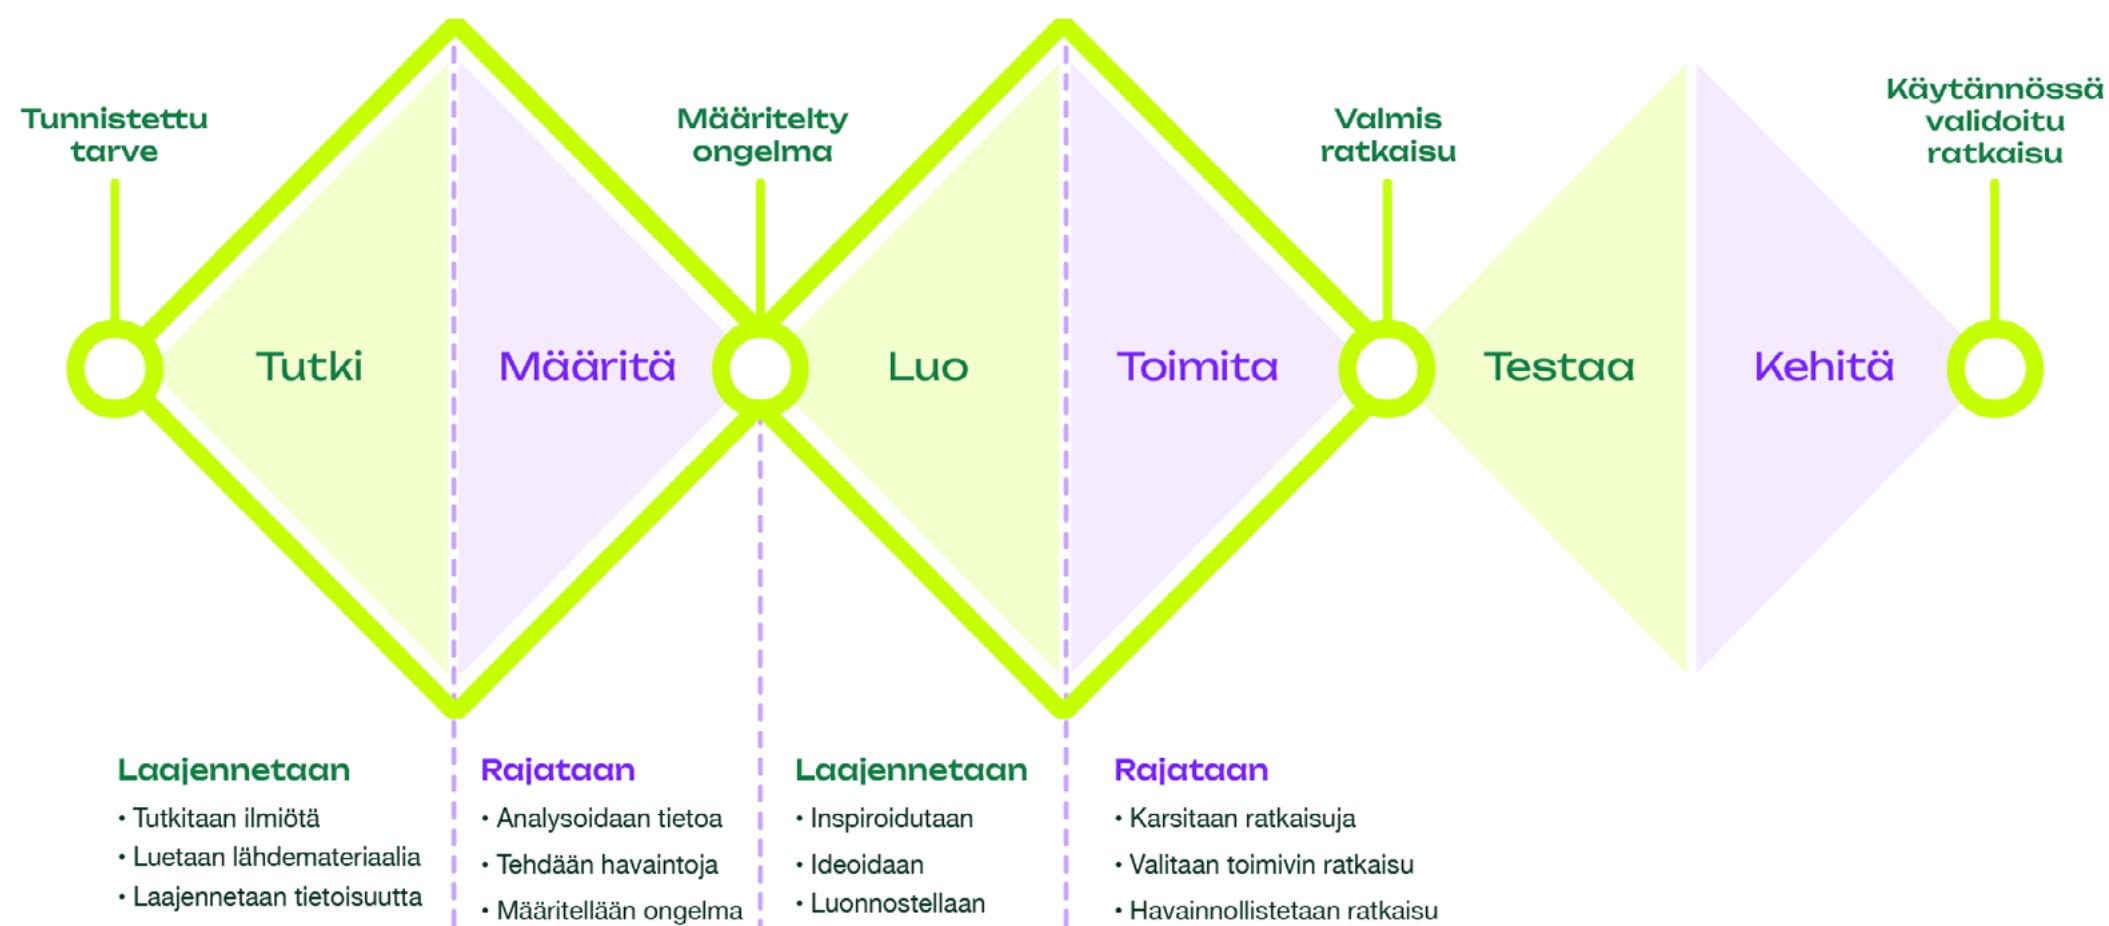 Tunnistettu
tarve
Määritelty
ongelma
Valmis
ratkaisu
Käytännössä
validoitu
ratkaisu
Tutki
Määritä
Luo
Toimita
Testaa
Kehitä
Laajennetaan
• Tutkitaan ilmiötä
• Luetaan lähdemateriaalia
• Laajennetaan tietoisuutta
Rajataan
• Analysoidaan tietoa
• Tehdään havaintoja
• Määritellään ongelma
Laajennetaan
• Inspiroidutaan
• Ideoidaan
• Luonnostellaan
Rajataan
• Karsitaan ratkaisuja
• Valitaan toimivin ratkaisu
• Havainnollistetaan ratkaisu